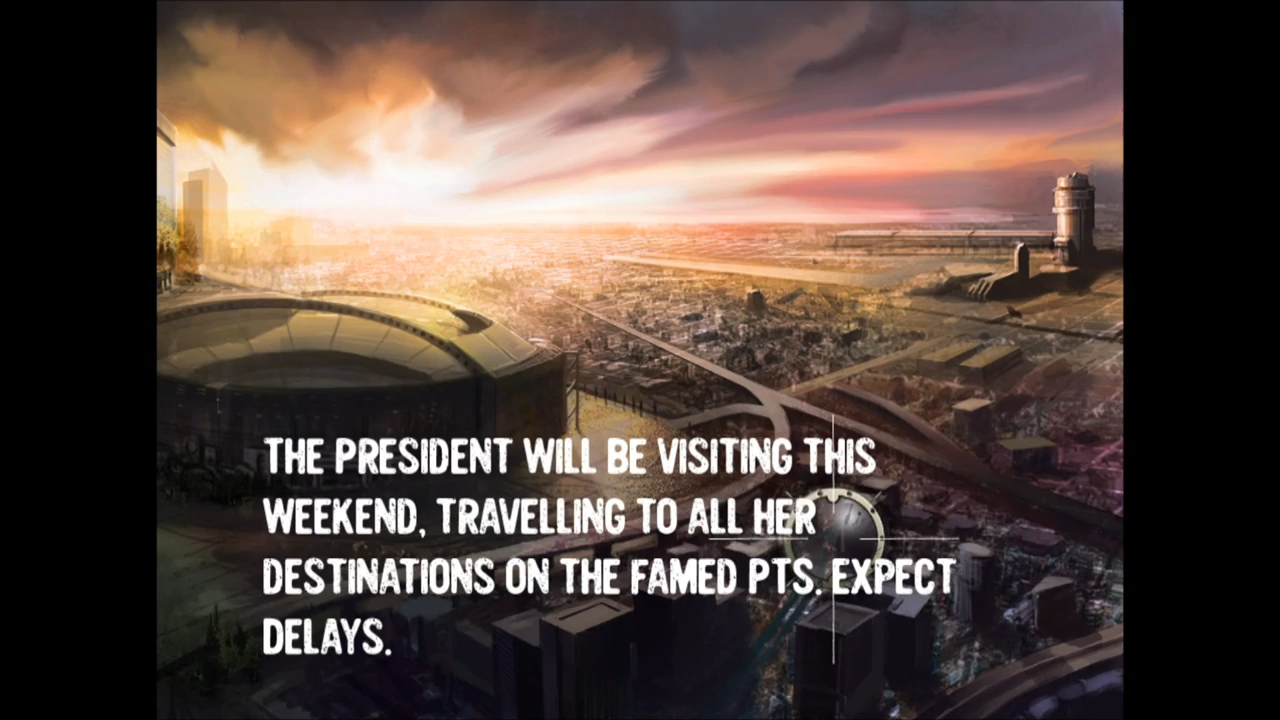 THE PRESIDENT WILL BE VISITING THIS
WEEKEND, TRAVELLING TO ALL HER
DESTINATIONS ON THE FAMED PTS. EXPECT
DELAYS.